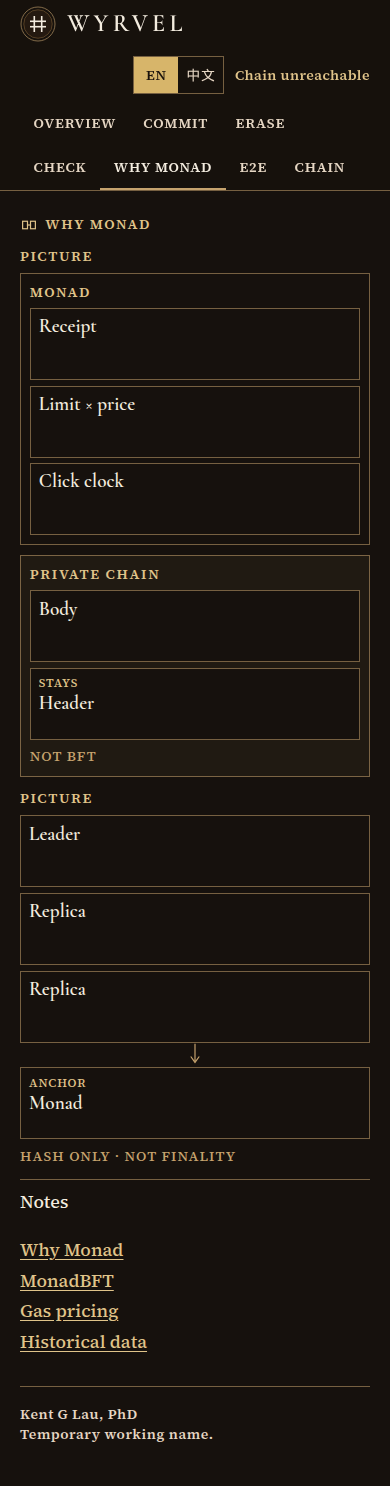 WYRVEL
EN 中文 Chain unreachable
OVERVIEW COMMIT ERASE
CHECK WHY MONAD E2E CHAIN
WHY MONAD
PICTURE
MONAD
Receipt
Limit × price
Click clock
PRIVATE CHAIN
Body
STAYS
Header
NOT BFT
PICTURE
Leader
Replica
Replica
ANCHOR
Monad
HASH ONLY · NOT FINALITY
Notes
Why Monad
MonadBFT
Gas pricing
Historical data
Kent G Lau, PhD
Temporary working name.